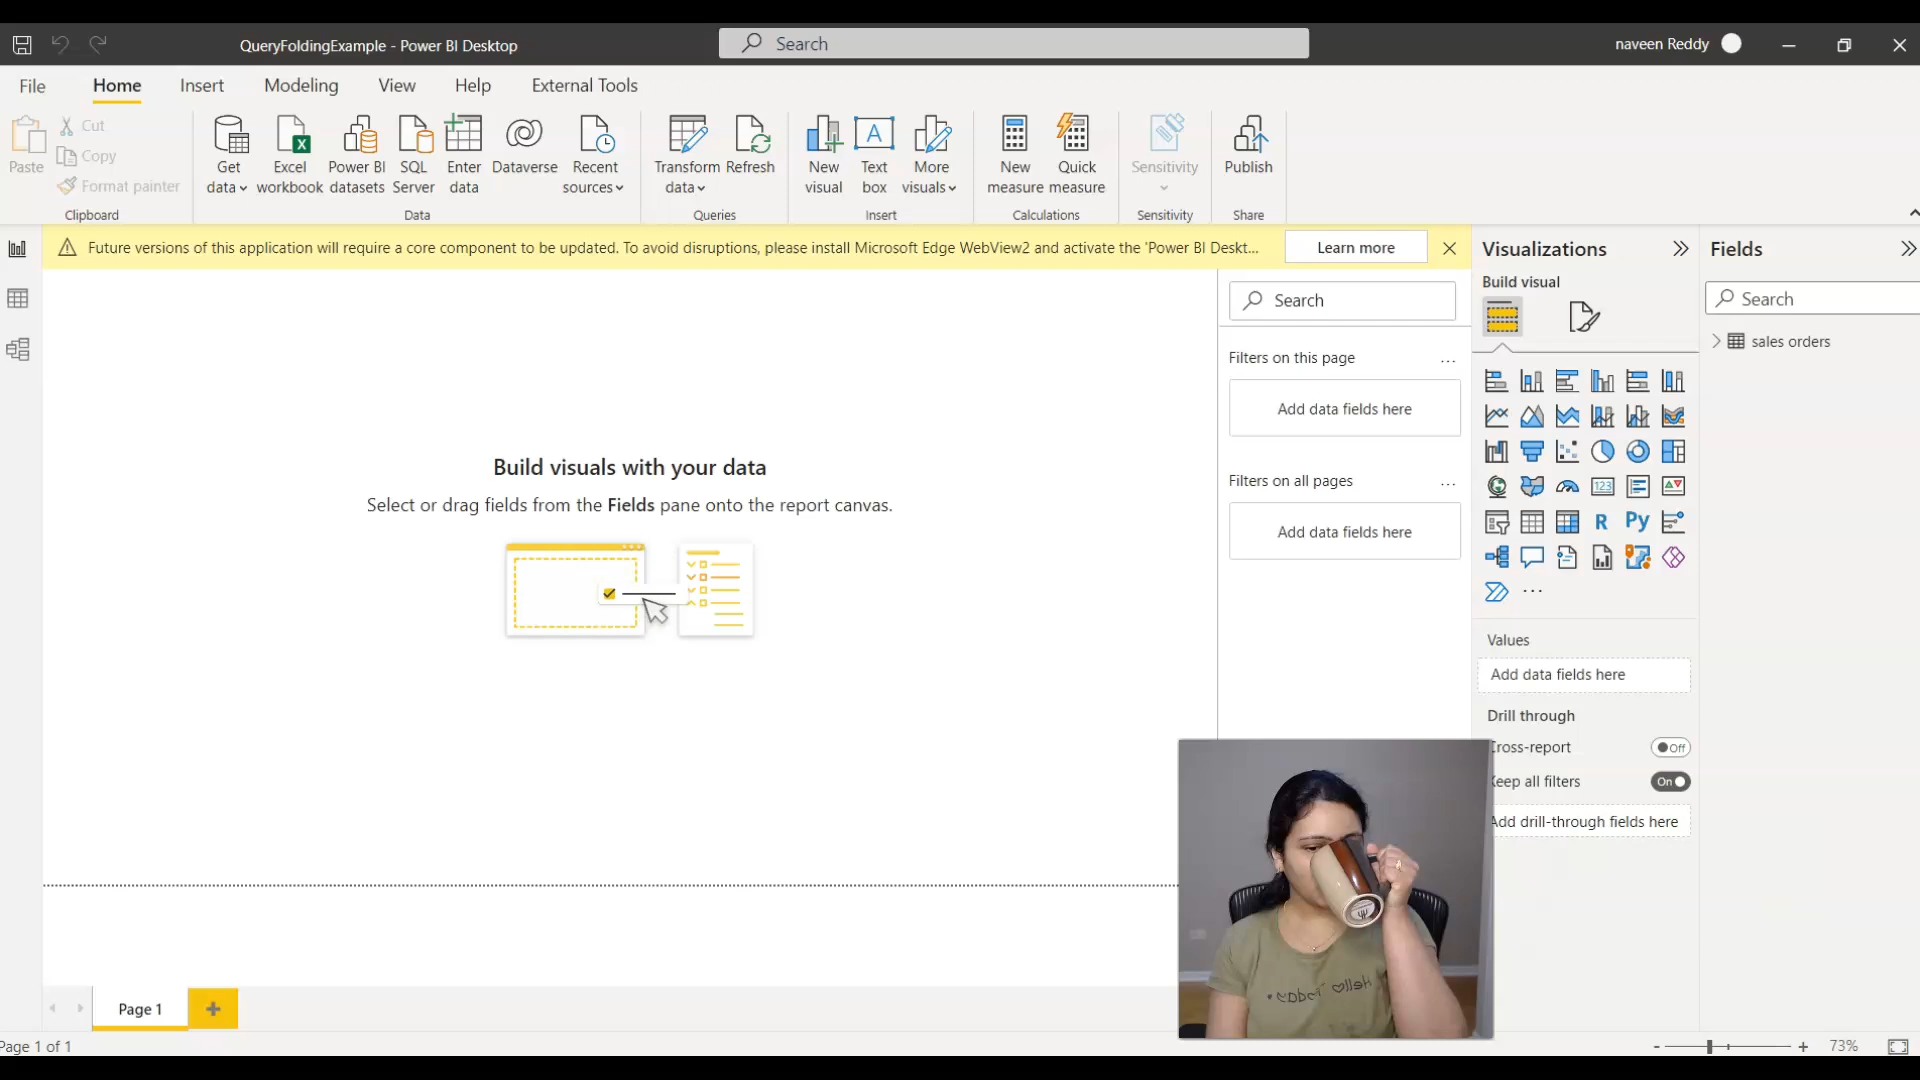 QueryFoldingExample - Power BI Desktop
Search
naveen Reddy
File Home Insert Modeling View Help External Tools
Paste
Cut
Copy
Format painter
Clipboard
Get data
Excel workbook
Power BI datasets
SQL Server
Enter data
Dataverse
Recent sources
Data
Transform data
Refresh
Queries
New visual
Text box
More visuals
Insert
New measure
Quick measure
Calculations
Sensitivity
Sensitivity
Publish
Share
Future versions of this application will require a core component to be updated. To avoid disruptions, please install Microsoft Edge WebView2 and activate the 'Power BI Deskt...
Learn more
Build visuals with your data
Select or drag fields from the Fields pane onto the report canvas.
Search
Filters on this page ...
Add data fields here
Filters on all pages ...
Add data fields here
Visualizations
Build visual
123
R
Py
...
Values
Add data fields here
Drill through
Cross-report
Off
Keep all filters
On
Add drill-through fields here
Fields
Search
sales orders
Hello today
Page 1
+
Page 1 of 1
- + 73%